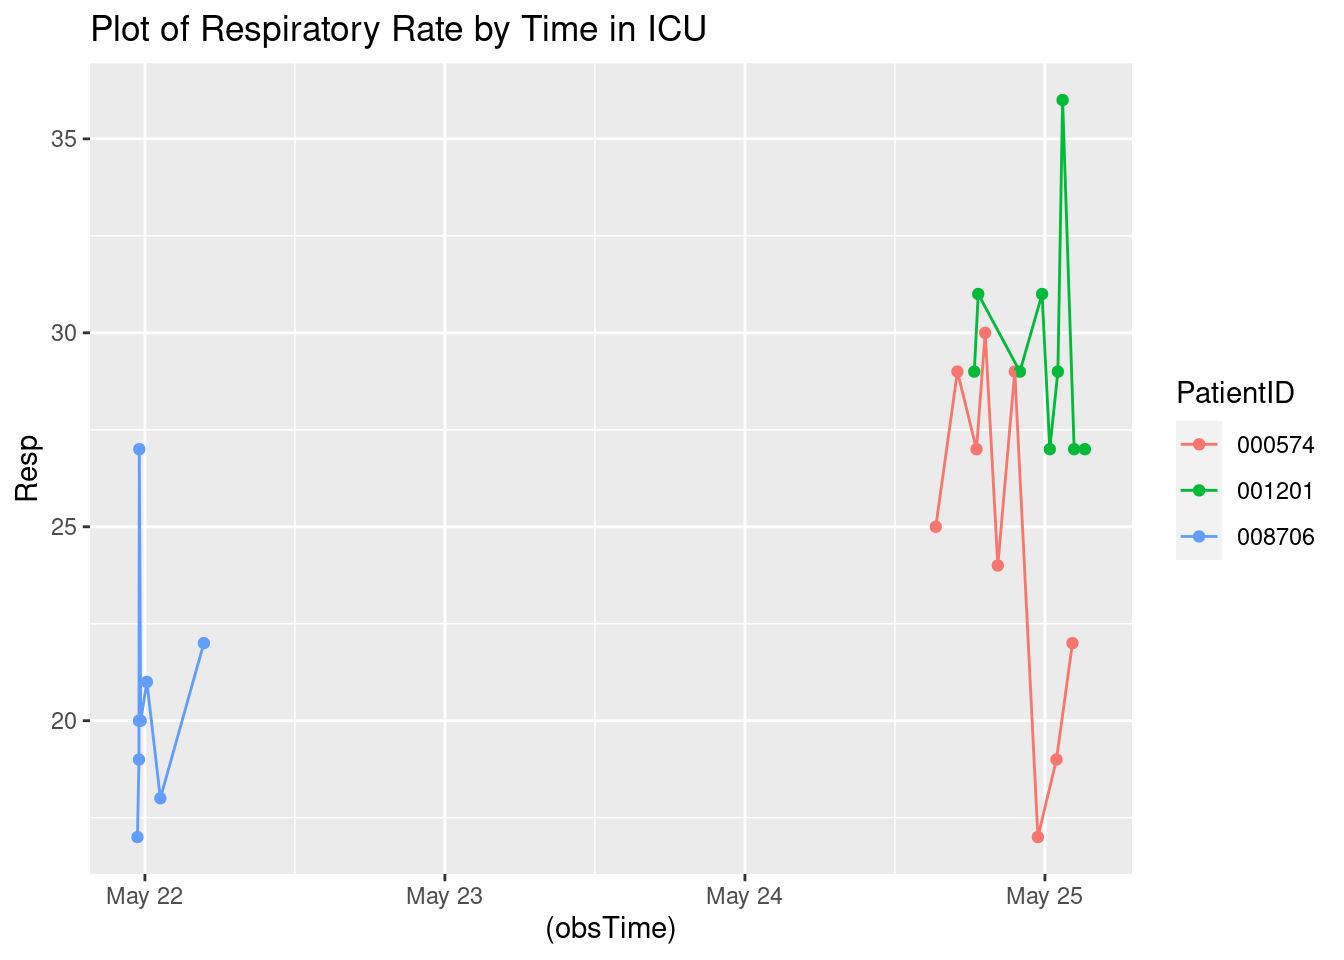 Plot of Respiratory Rate by Time in ICU
Resp
35
30
25
20
May 22
May 23
May 24
May 25
(obsTime)
PatientID
000574
001201
008706